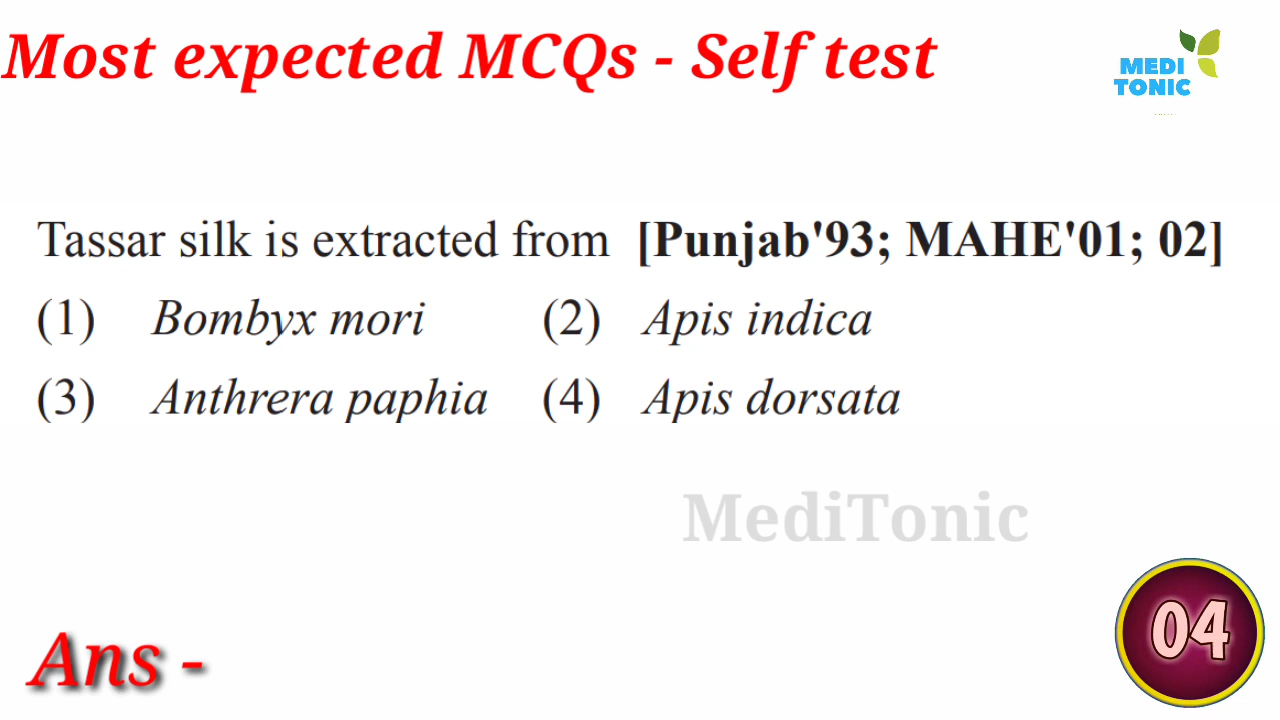 Most expected MCQs - Self test
MEDI
TONIC
Tassar silk is extracted from [Punjab'93; MAHE'01; 02]
(1) Bombyx mori (2) Apis indica
(3) Anthrera paphia (4) Apis dorsata
MediTonic
04
Ans -